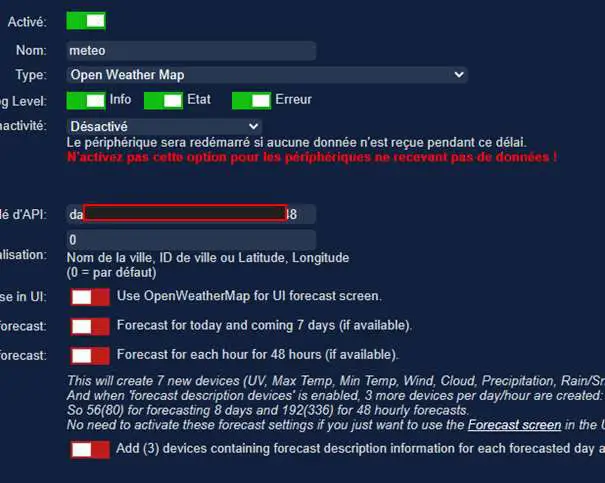 Activé:
Nom: meteo
Type: Open Weather Map
g Level: Info Etat Erreur
nactivité: Désactivé
Le périphérique sera redémarré si aucune donnée n'est reçue pendant ce délai.
N'activez pas cette option pour les périphériques ne recevant pas de données !
lé d'API: da 48
0
alisation: Nom de la ville, ID de ville ou Latitude, Longitude
(0 = par défaut)
se in UI: Use OpenWeatherMap for UI forecast screen.
forecast: Forecast for today and coming 7 days (if available).
forecast: Forecast for each hour for 48 hours (if available).
This will create 7 new devices (UV, Max Temp, Min Temp, Wind, Cloud, Precipitation, Rain/Sn
And when 'forecast description devices' is enabled, 3 more devices per day/hour are created:
So 56(80) for forecasting 8 days and 192(336) for 48 hourly forecasts.
No need to activate these forecast settings if you just want to use the Forecast screen in the U
Add (3) devices containing forecast description information for each forecasted day a